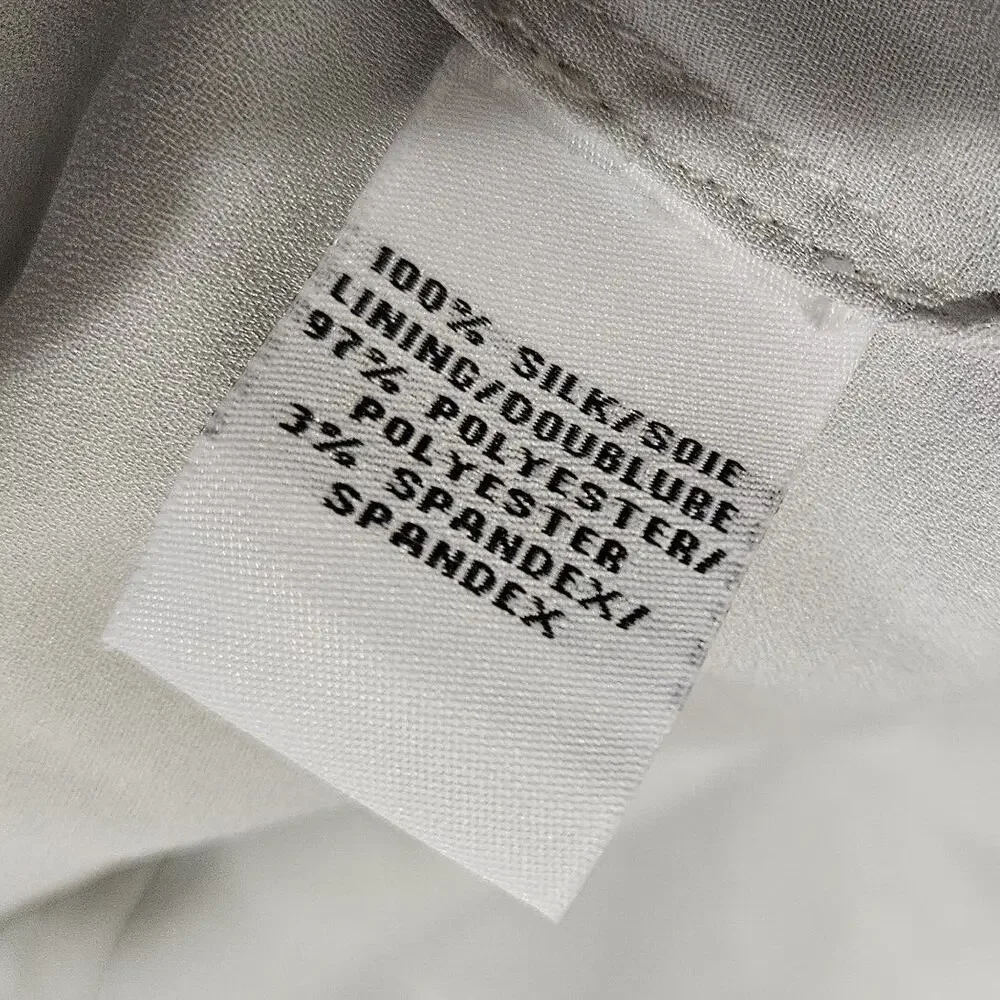 100% SILK/SOIE
LINING/DOUBLURE
97% POLYESTER/
POLYESTER
3% SPANDEX/
SPANDEX